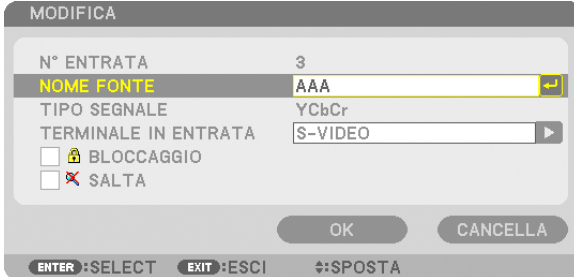 MODIFICA
N° ENTRATA 3
NOME FONTE AAA
TIPO SEGNALE YCbCr
TERMINALE IN ENTRATA S-VIDEO
BLOCCAGGIO
SALTA
OK CANCELLA
ENTER :SELECT EXIT :ESCI :SPOSTA